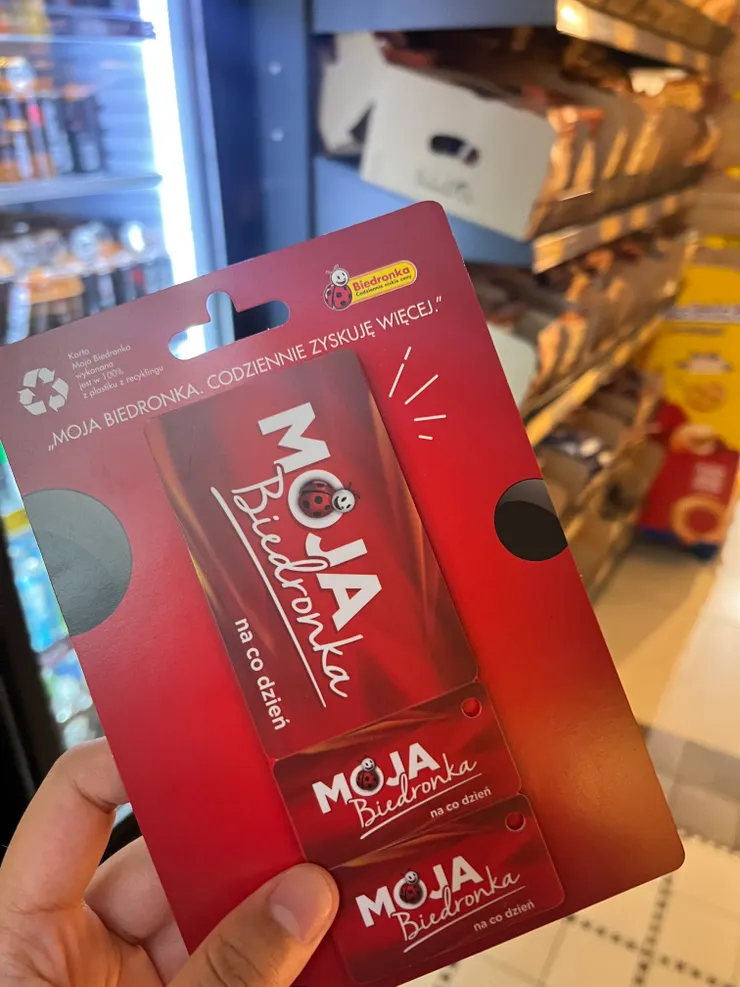 Biedronka
Codziennie niskie ceny
Karta
Moja Biedronka
wykonana
jest w 100%
z plastiku z recyklingu
„MOJA BIEDRONKA. CODZIENNIE ZYSKUJĘ WIĘCEJ.”
MOJA
Biedronka
na co dzień
MOJA
Biedronka
na co dzień
MOJA
Biedronka
na co dzień